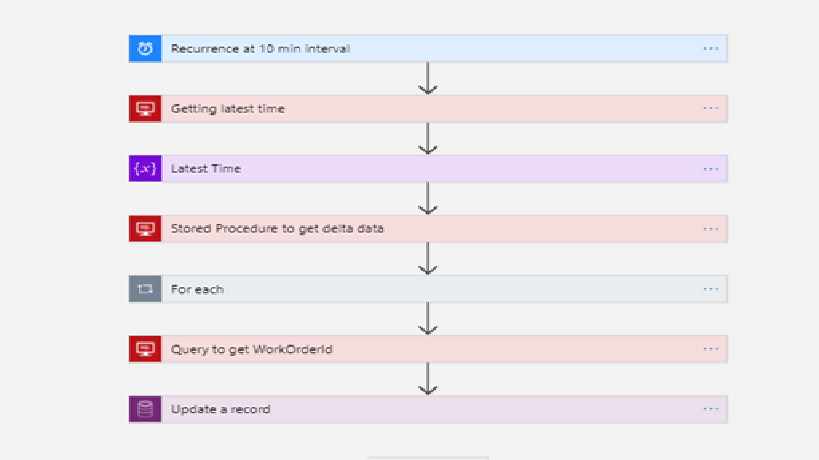 Recurrence at 10 min interval
Getting latest time
{x} Latest Time
Stored Procedure to get delta data
For each
Query to get WorkOrderId
Update a record